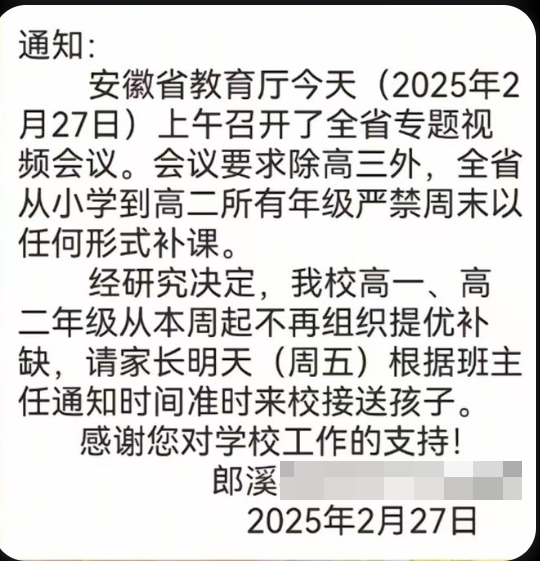 通知：
安徽省教育厅今天（2025年2
月27日）上午召开了全省专题视
频会议。会议要求除高三外，全省
从小学到高二所有年级严禁周末以
任何形式补课。
经研究决定，我校高一、高
二年级从本周起不再组织提优补
缺，请家长明天（周五）根据班主
任通知时间准时来校接送孩子。
感谢您对学校工作的支持！
郎溪
2025年2月27日